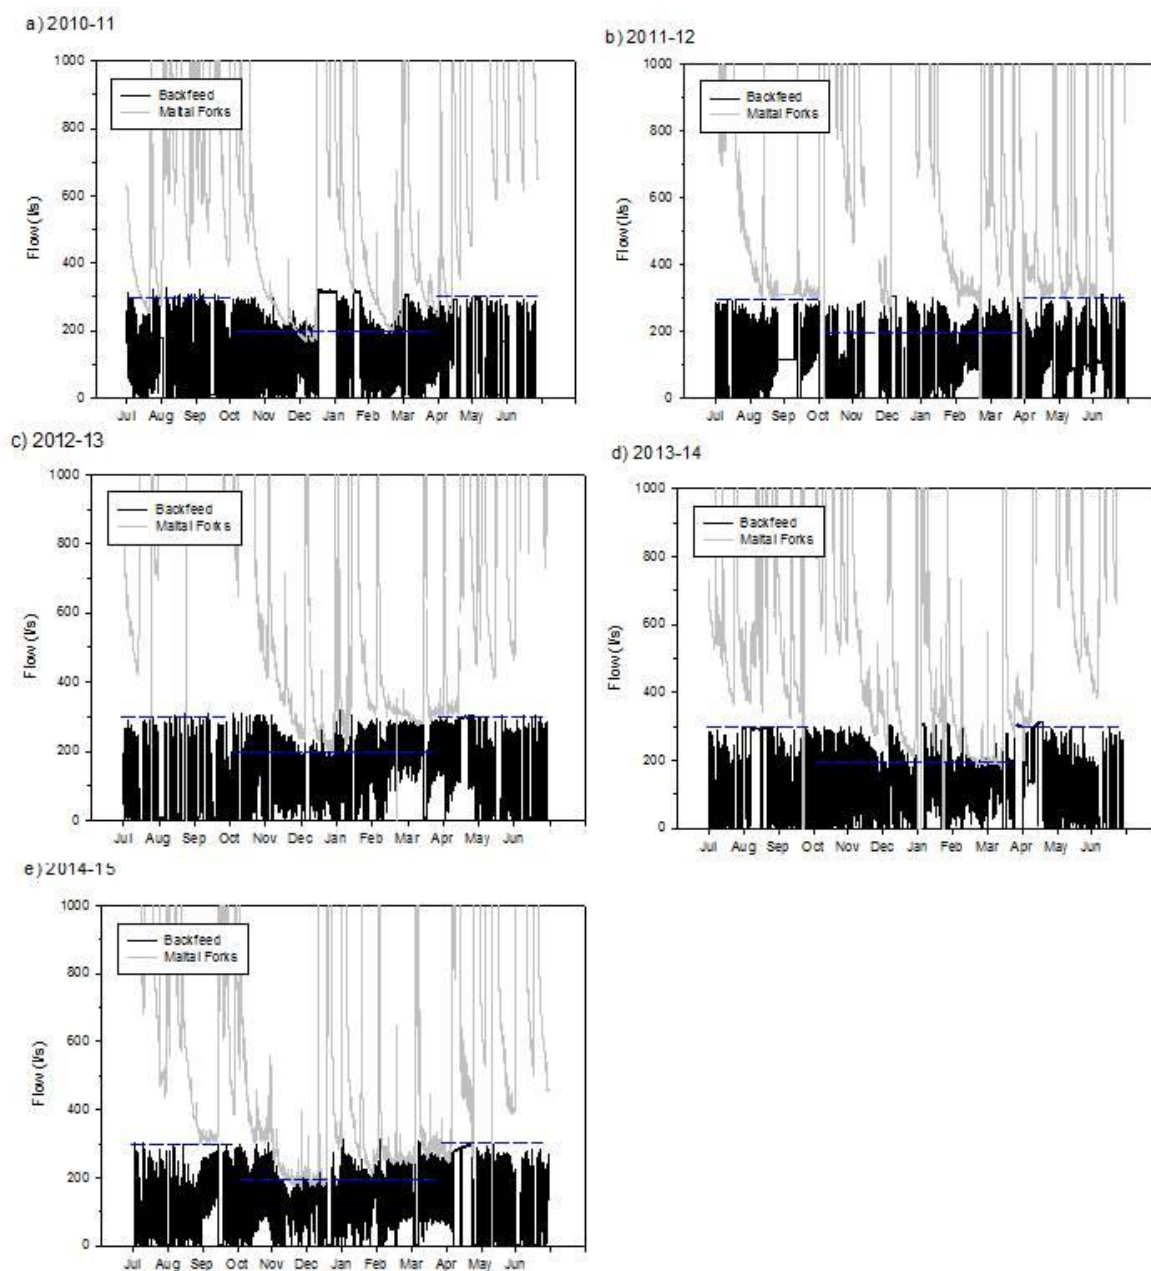 a) 2010-11
1000
800
600
400
200
0
Flow (l/s)
Backfeed
Maitai Forks
Jul Aug Sep Oct Nov Dec Jan Feb Mar Apr May Jun
b) 2011-12
1000
800
600
400
200
0
Flow (l/s)
Backfeed
Maitai Forks
Jul Aug Sep Oct Nov Dec Jan Feb Mar Apr May Jun
c) 2012-13
1000
800
600
400
200
0
Flow (l/s)
Backfeed
Maitai Forks
Jul Aug Sep Oct Nov Dec Jan Feb Mar Apr May Jun
d) 2013-14
1000
800
600
400
200
0
Flow (l/s)
Backfeed
Maitai Forks
Jul Aug Sep Oct Nov Dec Jan Feb Mar Apr May Jun
e) 2014-15
1000
800
600
400
200
0
Flow (l/s)
Backfeed
Maitai Forks
Jul Aug Sep Oct Nov Dec Jan Feb Mar Apr May Jun